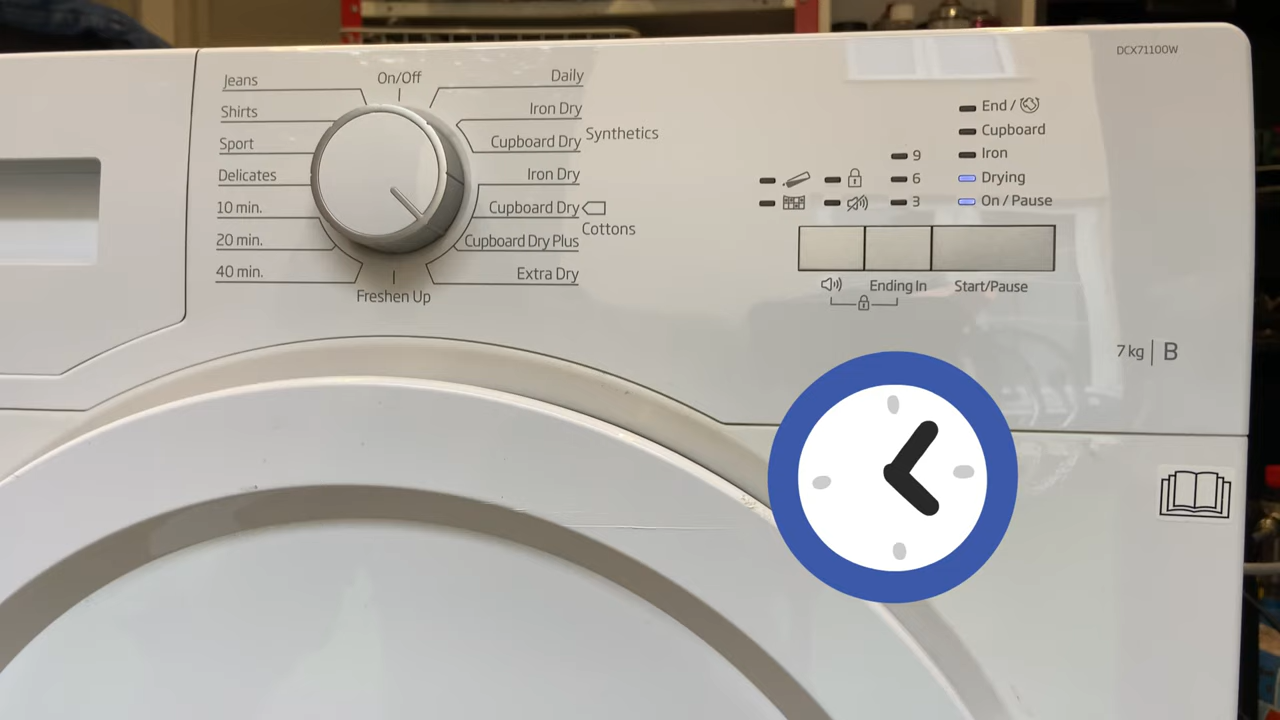 DCX71100W
On/Off
Jeans
Shirts
Sport
Delicates
10 min.
20 min.
40 min.
Freshen Up
Daily
Iron Dry
Cupboard Dry
Synthetics
Iron Dry
Cupboard Dry
Cupboard Dry Plus
Cottons
Extra Dry
9
6
3
End /
Cupboard
Iron
Drying
On / Pause
Ending In
Start/Pause
7 kg | B